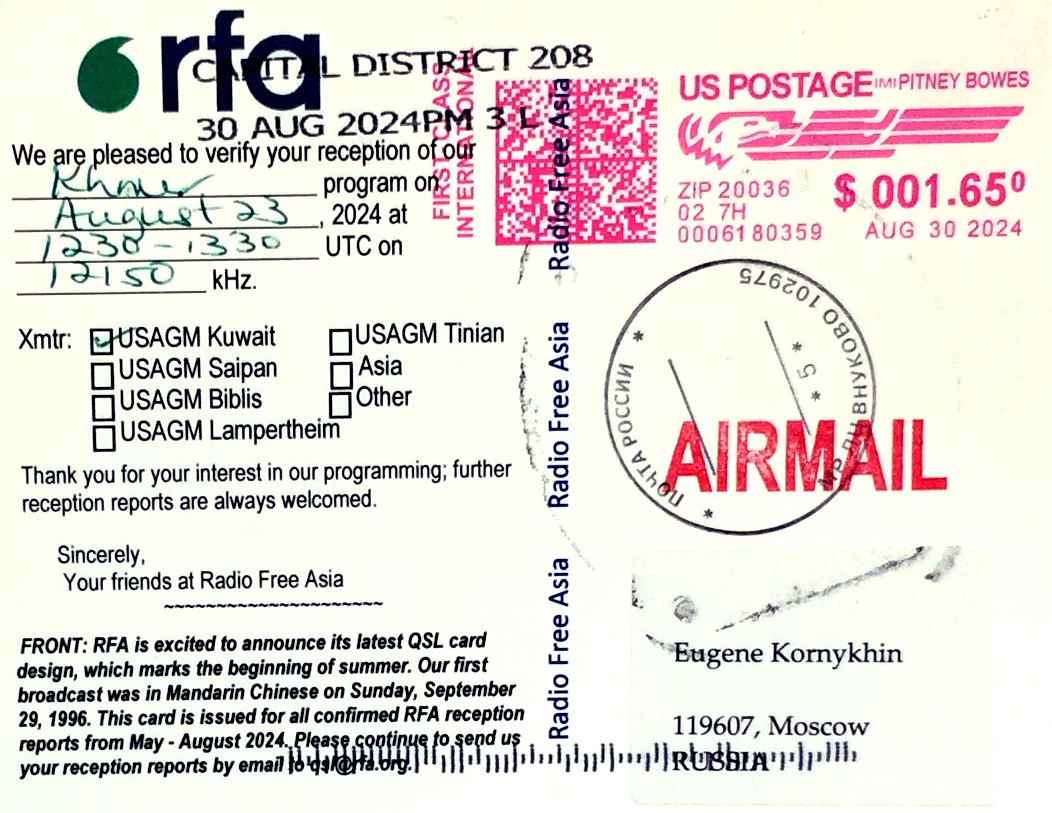 rfa
CAPITAL DISTRICT 208
30 AUG 2024PM 3 L
We are pleased to verify your reception of our
Khmer program on
August 23, 2024 at
1230-1330 UTC on
12150 kHz.
Xmtr: USAGM Kuwait
USAGM Saipan
USAGM Biblis
USAGM Lampertheim
USAGM Tinian
Asia
Other
Thank you for your interest in our programming; further
reception reports are always welcomed.
Sincerely,
Your friends at Radio Free Asia
~~~~~~~~~~~~~~~~~~~~~
FRONT: RFA is excited to announce its latest QSL card
design, which marks the beginning of summer. Our first
broadcast was in Mandarin Chinese on Sunday, September
29, 1996. This card is issued for all confirmed RFA reception
reports from May - August 2024. Please continue to send us
your reception reports by email to qsl@rfa.org.
Radio Free Asia
Radio Free Asia
Radio Free Asia
FIRST-CLASS
INTERNATIONAL
US POSTAGE IMI PITNEY BOWES
ZIP 20036
02 7H
0006180359
$ 001.65⁰
AUG 30 2024
ПОЧТА РОССИИ * МР ЛЦ ВНУКОВО 102975 *
* 5 *
AIRMAIL
Eugene Kornykhin
119607, Moscow
RUSSIA